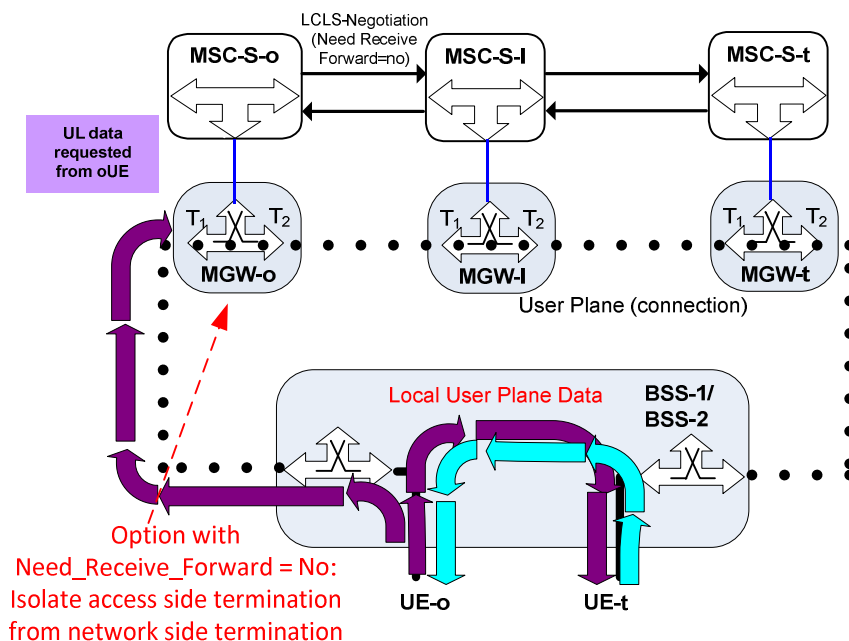 LCLS-Negotiation
(Need Receive
Forward=no)
MSC-S-o
MSC-S-I
MSC-S-t
UL data
requested
from oUE
T1
T2
T1
T2
T1
T2
MGW-o
MGW-I
MGW-t
User Plane (connection)
Local User Plane Data
BSS-1/
BSS-2
Option with
Need_Receive_Forward = No:
Isolate access side termination
from network side termination
UE-o
UE-t